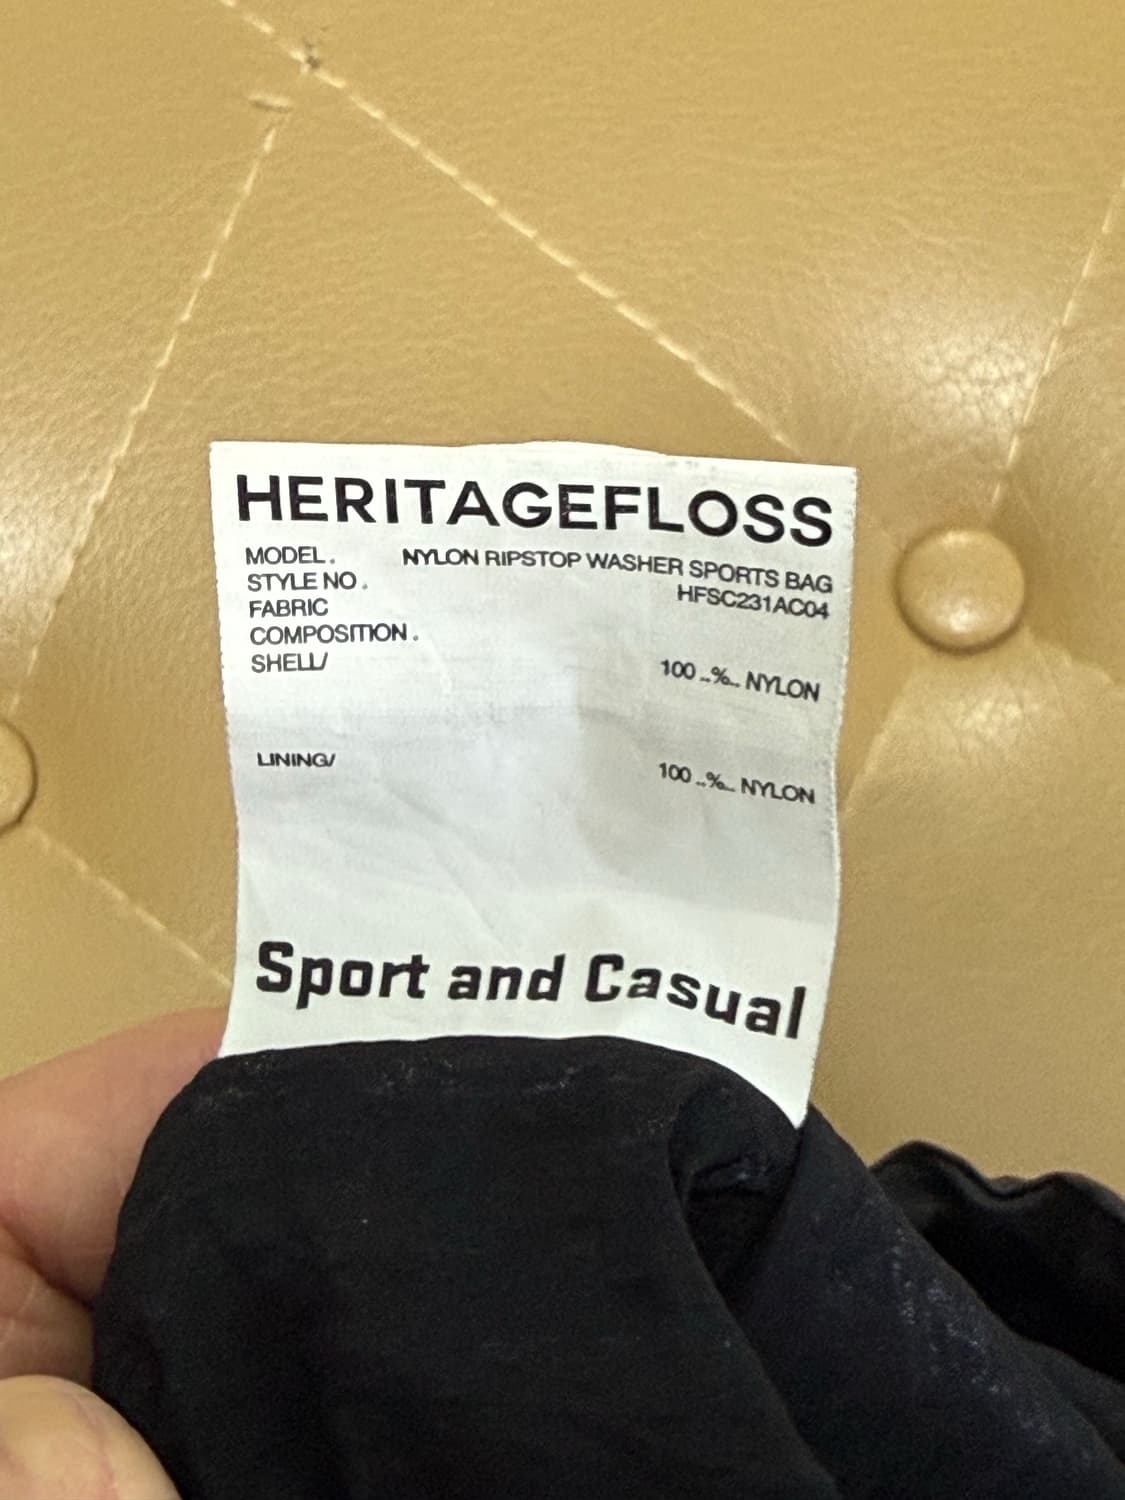 HERITAGEFLOSS
MODEL. NYLON RIPSTOP WASHER SPORTS BAG
STYLE NO. HFSC231AC04
FABRIC
COMPOSITION.
SHELL/ 100..%.. NYLON
LINING/ 100..%.. NYLON
Sport and Casual